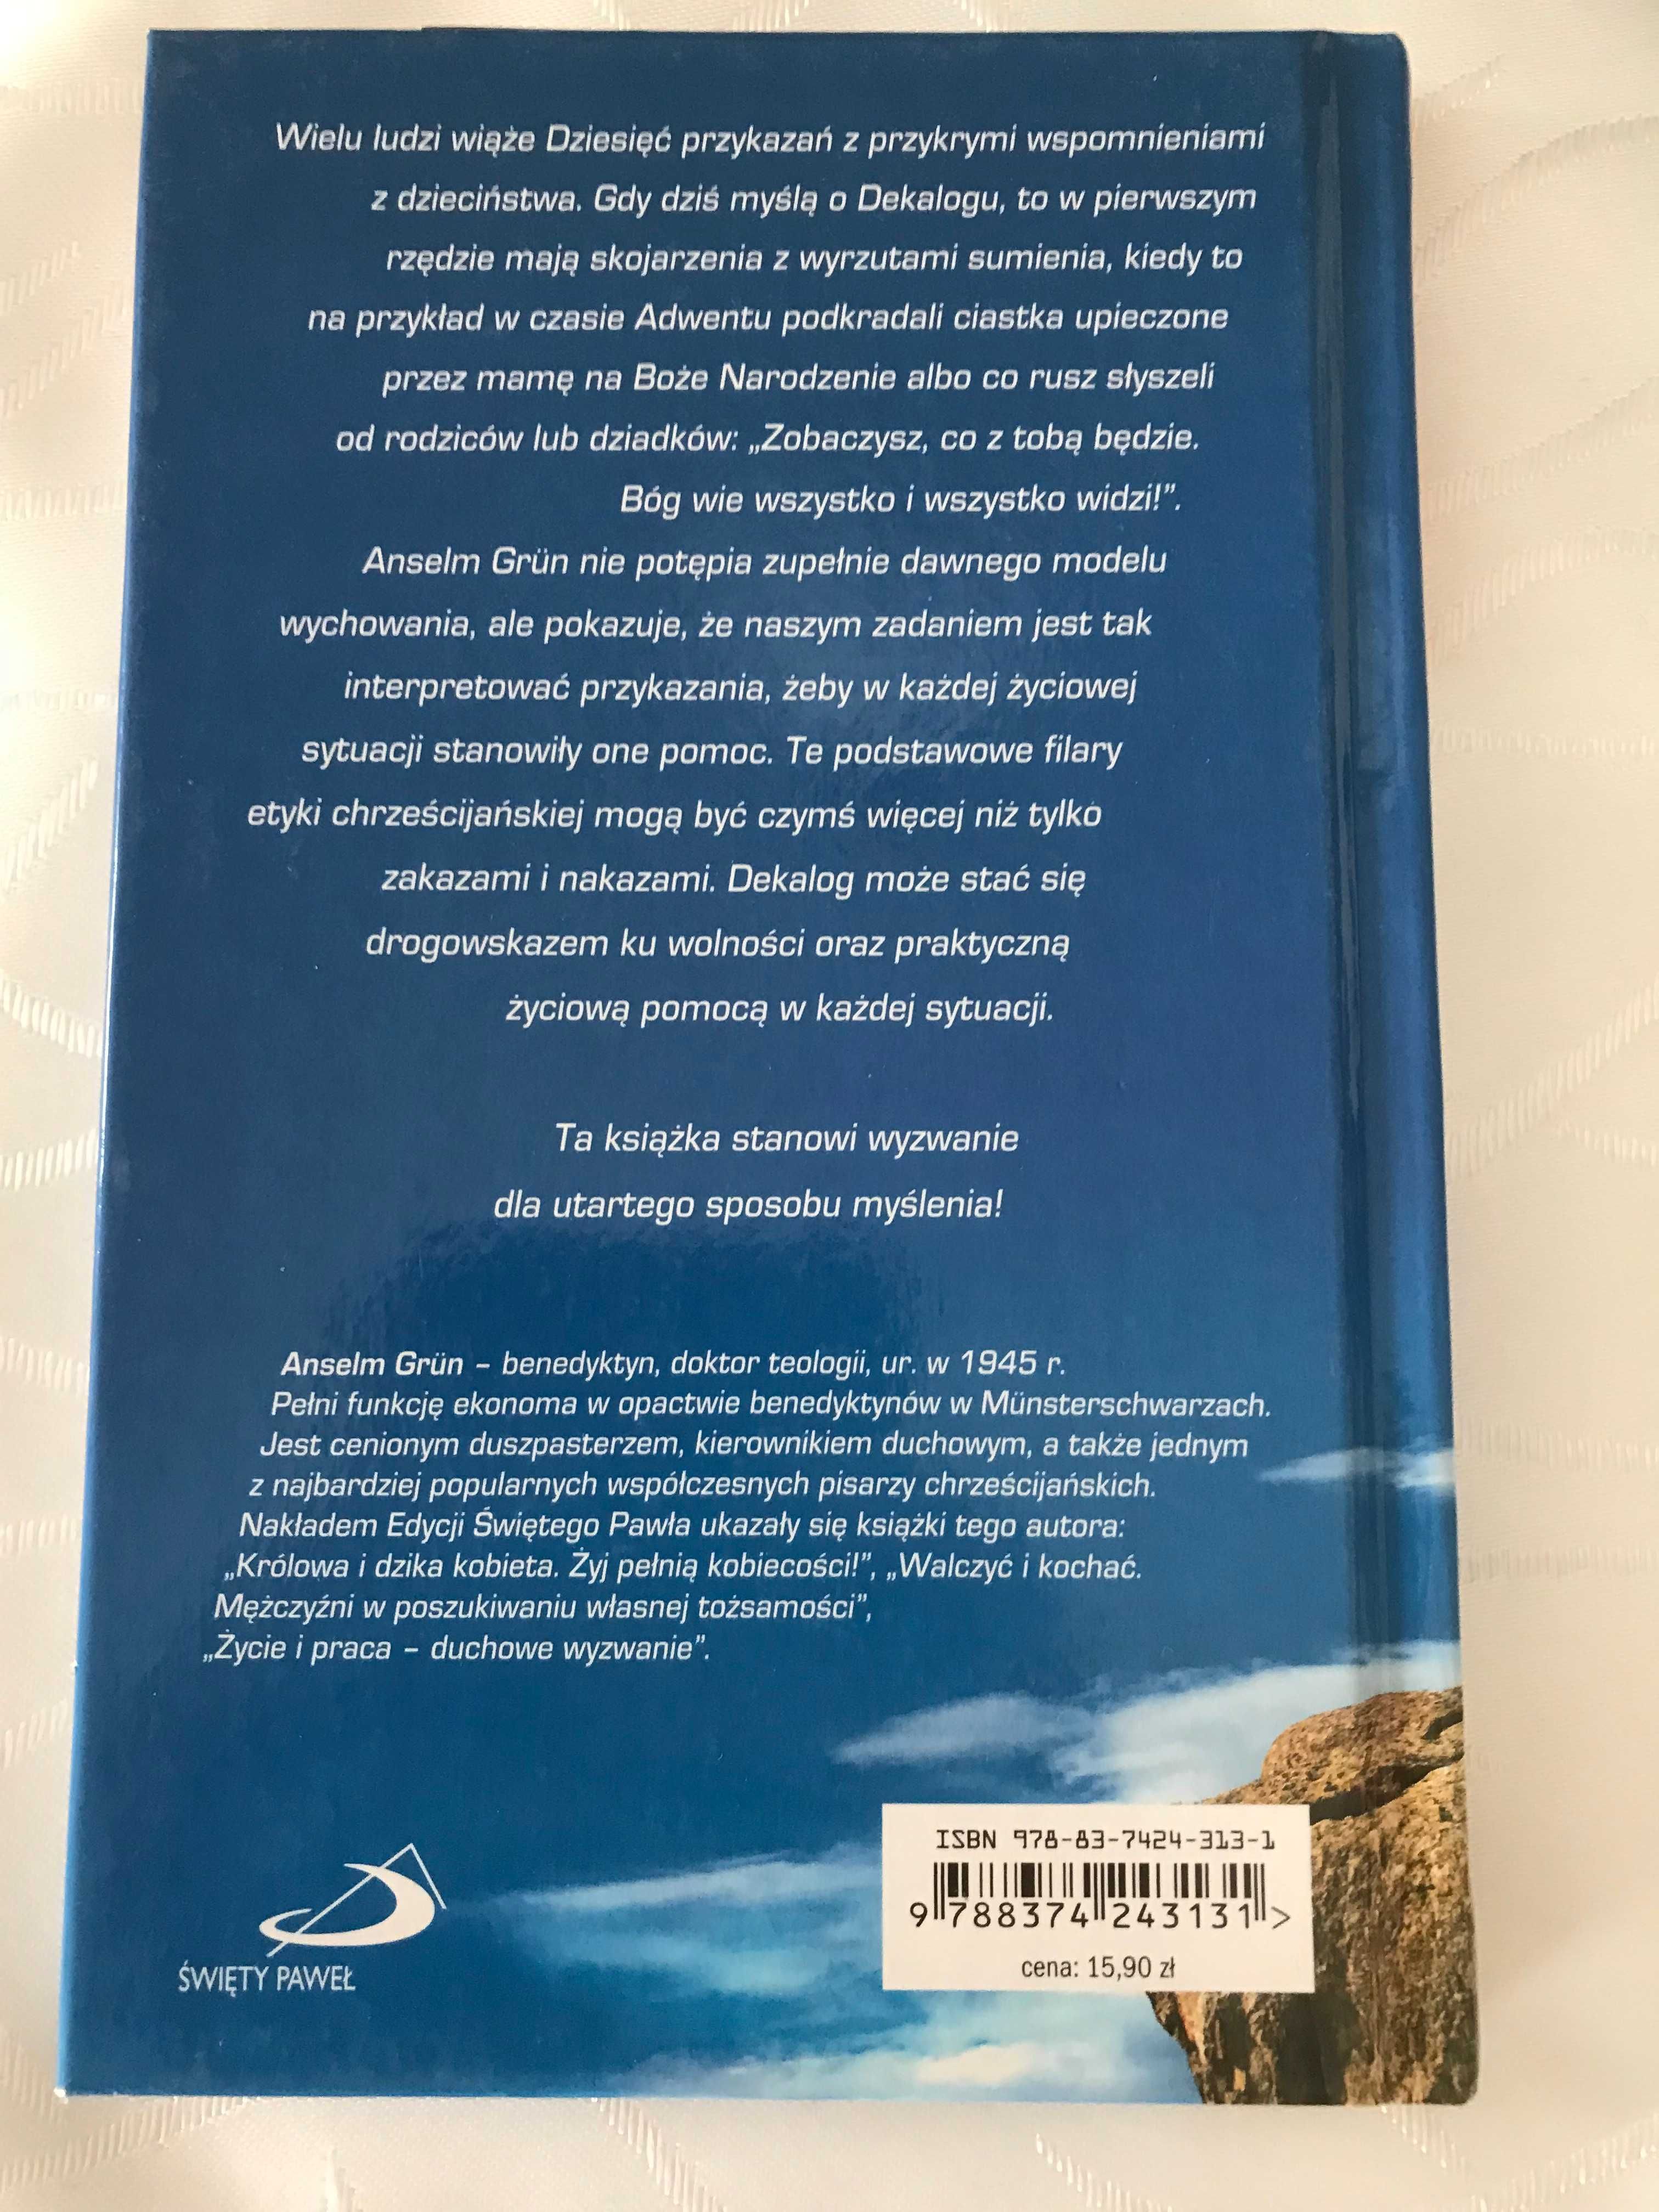 Wielu ludzi wiąże Dziesięć przykazań z przykrymi wspomnieniami
z dzieciństwa. Gdy dziś myślą o Dekalogu, to w pierwszym
rzędzie mają skojarzenia z wyrzutami sumienia, kiedy to
na przykład w czasie Adwentu podkradali ciastka upieczone
przez mamę na Boże Narodzenie albo co rusz słyszeli
od rodziców lub dziadków: „Zobaczysz, co z tobą będzie.
Bóg wie wszystko i wszystko widzi!”.
Anselm Grün nie potępia zupełnie dawnego modelu
wychowania, ale pokazuje, że naszym zadaniem jest tak
interpretować przykazania, żeby w każdej życiowej
sytuacji stanowiły one pomoc. Te podstawowe filary
etyki chrześcijańskiej mogą być czymś więcej niż tylko
zakazami i nakazami. Dekalog może stać się
drogowskazem ku wolności oraz praktyczną
życiową pomocą w każdej sytuacji.
Ta książka stanowi wyzwanie
dla utartego sposobu myślenia!
Anselm Grün – benedyktyn, doktor teologii, ur. w 1945 r.
Pełni funkcję ekonoma w opactwie benedyktynów w Münsterschwarzach.
Jest cenionym duszpasterzem, kierownikiem duchowym, a także jednym
z najbardziej popularnych współczesnych pisarzy chrześcijańskich.
Nakładem Edycji Świętego Pawła ukazały się książki tego autora:
„Królowa i dzika kobieta. Żyj pełnią kobiecości!”, „Walczyć i kochać.
Mężczyźni w poszukiwaniu własnej tożsamości”,
„Życie i praca – duchowe wyzwanie”.
ISBN 978-83-7424-313-1
9 788374 243131 >
cena: 15,90 zł
ŚWIĘTY PAWEŁ